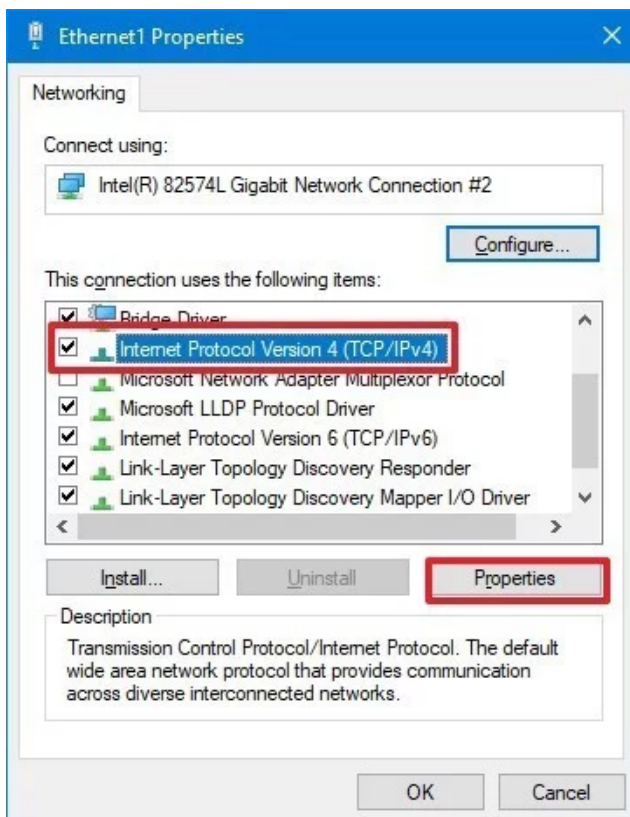 Ethernet1 Properties
Networking
Connect using:
Intel(R) 82574L Gigabit Network Connection #2
Configure...
This connection uses the following items:
Bridge Driver
Internet Protocol Version 4 (TCP/IPv4)
Microsoft Network Adapter Multiplexor Protocol
Microsoft LLDP Protocol Driver
Internet Protocol Version 6 (TCP/IPv6)
Link-Layer Topology Discovery Responder
Link-Layer Topology Discovery Mapper I/O Driver
Install... Uninstall Properties
Description
Transmission Control Protocol/Internet Protocol. The default
wide area network protocol that provides communication
across diverse interconnected networks.
OK Cancel